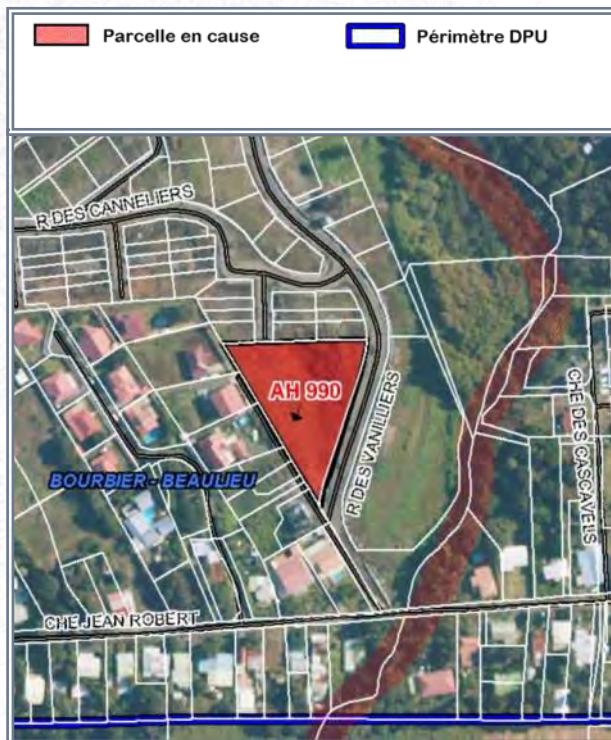 Parcelle en cause
Périmètre DPU
R DES CANNELIERS
AH 990
R DES VANILLIERS
CHE DES CASCAVELS
BOURBIER - BEAULIEU
CHE JEAN ROBERT